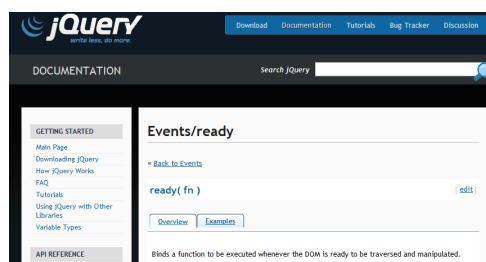 jQuery
write less, do more.
Download Documentation Tutorials Bug Tracker Discussion
DOCUMENTATION
Search jQuery
GETTING STARTED
Main Page
Downloading jQuery
How jQuery Works
FAQ
Tutorials
Using jQuery with Other
Libraries
Variable Types
API REFERENCE
Events/ready
« Back to Events
ready( fn )
[edit]
Overview Examples
Binds a function to be executed whenever the DOM is ready to be traversed and manipulated.